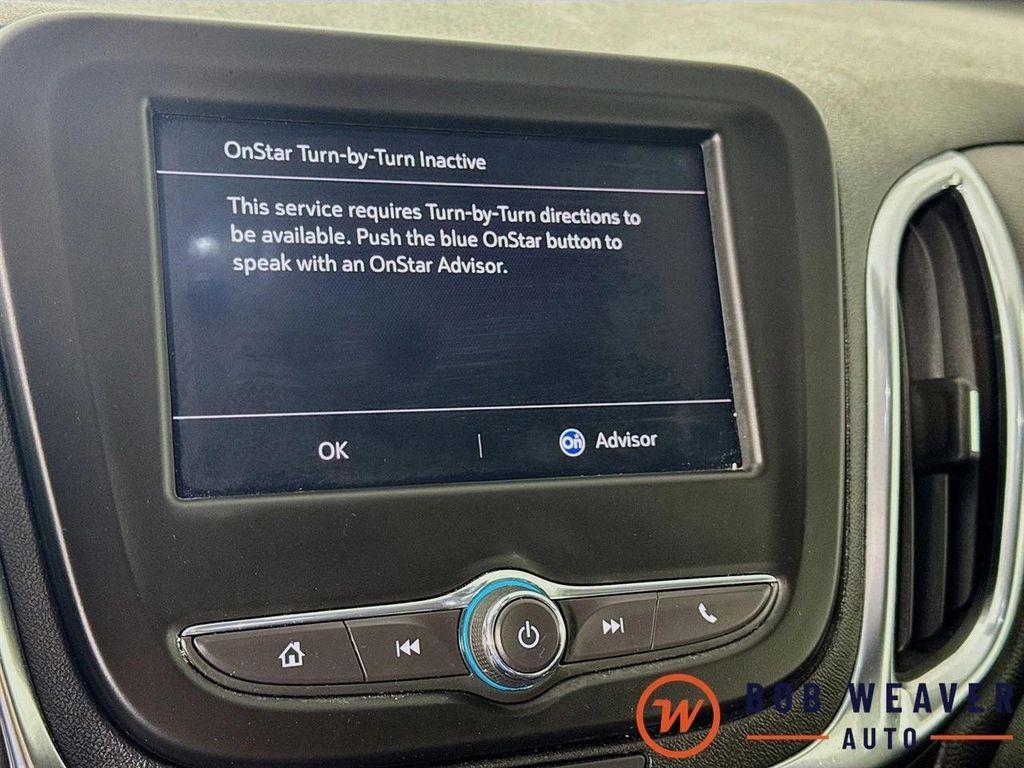 OnStar Turn-by-Turn Inactive
This service requires Turn-by-Turn directions to
be available. Push the blue OnStar button to
speak with an OnStar Advisor.
OK | On Advisor
W BOB WEAVER
AUTO